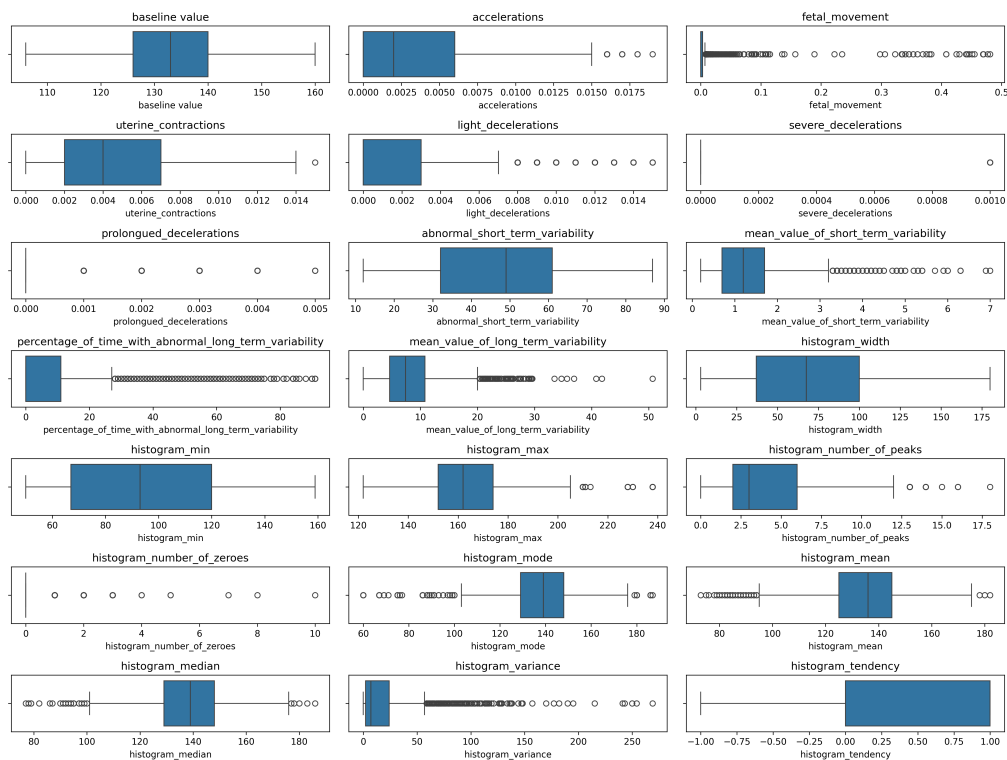 baseline value
accelerations
fetal_movement
110 120 130 140 150 160
0.0000 0.0025 0.0050 0.0075 0.0100 0.0125 0.0150 0.0175
0.0 0.1 0.2 0.3 0.4 0.5
baseline value
accelerations
fetal_movement
uterine_contractions
light_decelerations
severe_decelerations
0.000 0.002 0.004 0.006 0.008 0.010 0.012 0.014
0.000 0.002 0.004 0.006 0.008 0.010 0.012 0.014
0.0000 0.0002 0.0004 0.0006 0.0008 0.0010
uterine_contractions
light_decelerations
severe_decelerations
prolongued_decelerations
abnormal_short_term_variability
mean_value_of_short_term_variability
0.000 0.001 0.002 0.003 0.004 0.005
10 20 30 40 50 60 70 80 90
0 1 2 3 4 5 6 7
prolongued_decelerations
abnormal_short_term_variability
mean_value_of_short_term_variability
percentage_of_time_with_abnormal_long_term_variability
mean_value_of_long_term_variability
histogram_width
0 20 40 60 80
0 10 20 30 40 50
0 25 50 75 100 125 150 175
percentage_of_time_with_abnormal_long_term_variability
mean_value_of_long_term_variability
histogram_width
histogram_min
histogram_max
histogram_number_of_peaks
60 80 100 120 140 160
120 140 160 180 200 220 240
0.0 2.5 5.0 7.5 10.0 12.5 15.0 17.5
histogram_min
histogram_max
histogram_number_of_peaks
histogram_number_of_zeroes
histogram_mode
histogram_mean
0 2 4 6 8 10
60 80 100 120 140 160 180
80 100 120 140 160 180
histogram_number_of_zeroes
histogram_mode
histogram_mean
histogram_median
histogram_variance
histogram_tendency
80 100 120 140 160 180
0 50 100 150 200 250
−1.00 −0.75 −0.50 −0.25 0.00 0.25 0.50 0.75 1.00
histogram_median
histogram_variance
histogram_tendency